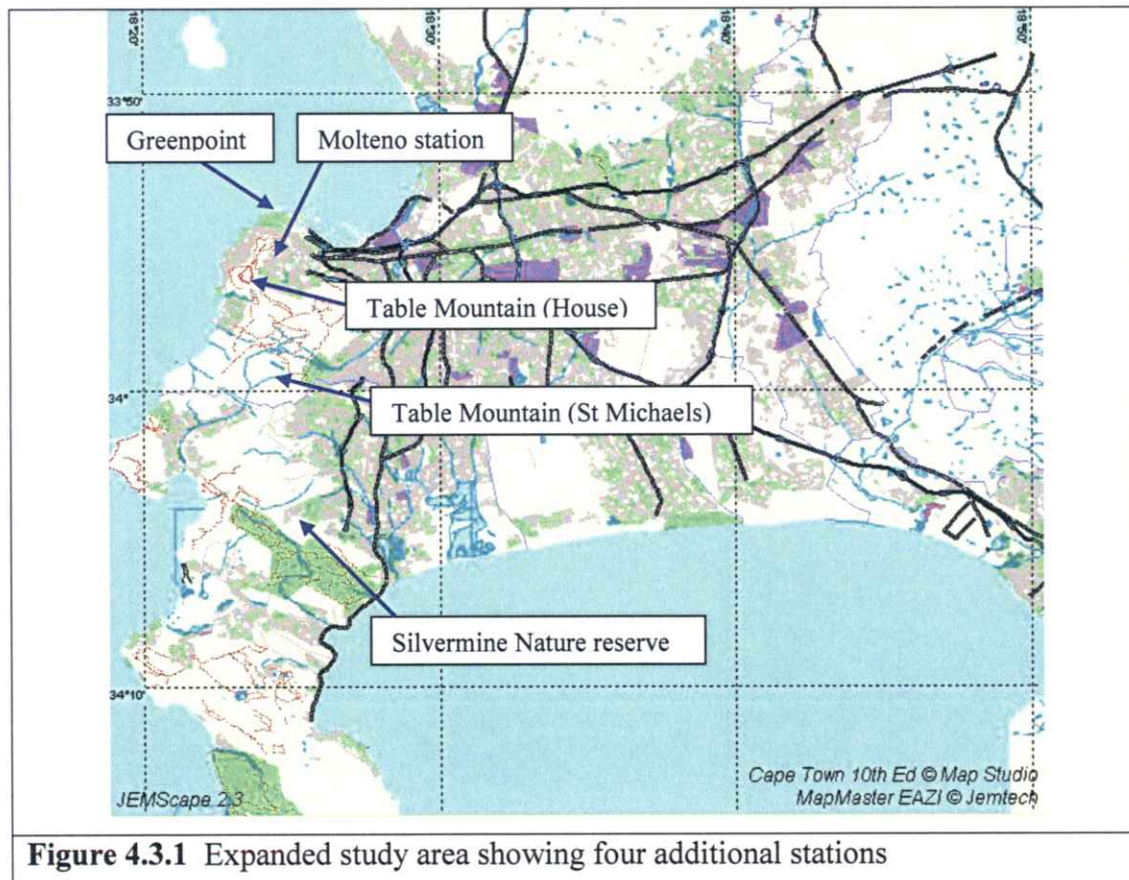 18°20'
18°30'
18°40'
18°50'
33°50'
Greenpoint
Molteno station
Table Mountain (House)
34°
Table Mountain (St Michaels)
Silvermine Nature reserve
34°10'
JEMScape 2.3
Cape Town 10th Ed © Map Studio
MapMaster EAZI © Jemtech
Figure 4.3.1 Expanded study area showing four additional stations